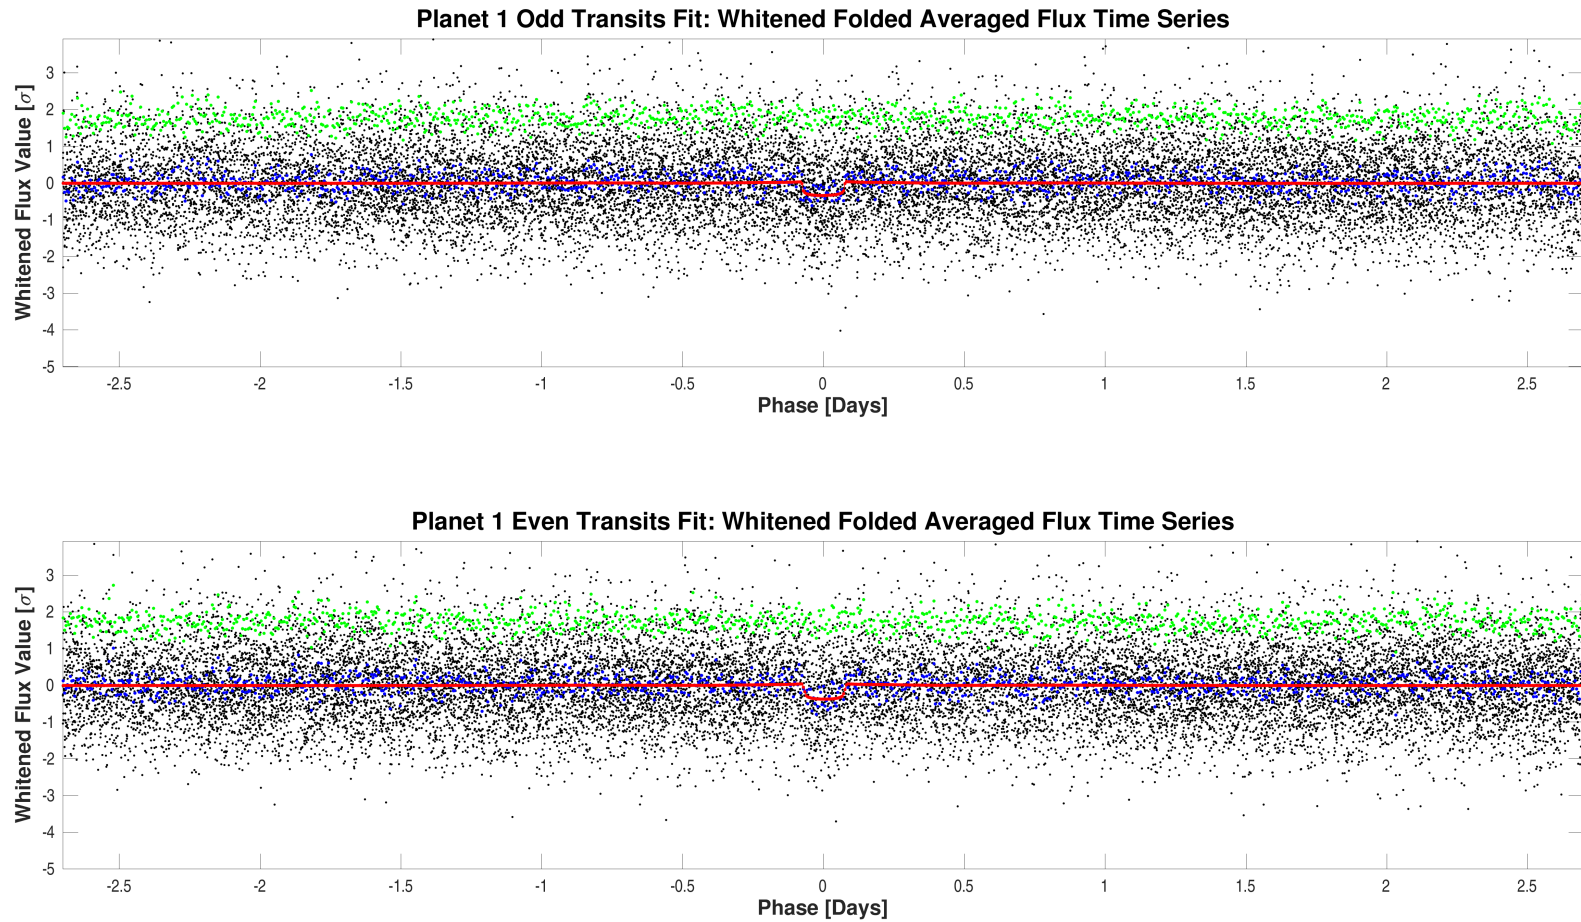 Planet 1 Odd Transits Fit: Whitened Folded Averaged Flux Time Series
Whitened Flux Value [σ]
3
2
1
0
-1
-2
-3
-4
-5
-2.5 -2 -1.5 -1 -0.5 0 0.5 1 1.5 2 2.5
Phase [Days]
Planet 1 Even Transits Fit: Whitened Folded Averaged Flux Time Series
Whitened Flux Value [σ]
3
2
1
0
-1
-2
-3
-4
-5
-2.5 -2 -1.5 -1 -0.5 0 0.5 1 1.5 2 2.5
Phase [Days]